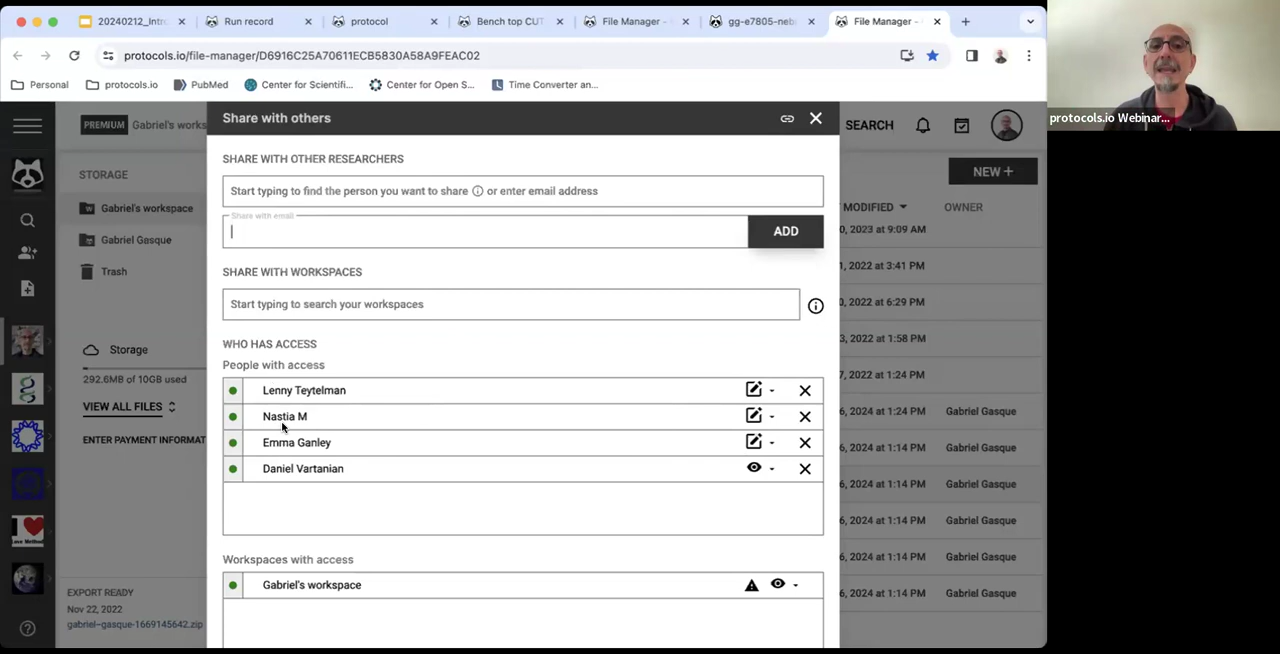 20240212_Intro
Run record
protocol
Bench top CUT
File Manager -
gg-e7805-neb
File Manager -
protocols.io/file-manager/D6916C25A70611ECB5830A58A9FEAC02
Personal
protocols.io
PubMed
Center for Scientifi...
Center for Open S...
Time Converter an...
protocols.io Webinar...
PREMIUM Gabriel's works
Share with others
SEARCH
STORAGE
Gabriel's workspace
Gabriel Gasque
Trash
Storage
292.6MB of 10GB used
VIEW ALL FILES
ENTER PAYMENT INFORMAT
EXPORT READY
Nov 22, 2022
gabriel-gasque-1669145642.zip
SHARE WITH OTHER RESEARCHERS
Start typing to find the person you want to share or enter email address
Share with email
ADD
SHARE WITH WORKSPACES
Start typing to search your workspaces
WHO HAS ACCESS
People with access
Lenny Teytelman
Nastia M
Emma Ganley
Daniel Vartanian
Workspaces with access
Gabriel's workspace
NEW +
MODIFIED OWNER
0, 2023 at 9:09 AM
1, 2022 at 3:41 PM
0, 2022 at 6:29 PM
, 2022 at 1:58 PM
7, 2022 at 1:24 PM
6, 2024 at 1:24 PM Gabriel Gasque
6, 2024 at 1:14 PM Gabriel Gasque
6, 2024 at 1:14 PM Gabriel Gasque
6, 2024 at 1:14 PM Gabriel Gasque
6, 2024 at 1:14 PM Gabriel Gasque
6, 2024 at 1:14 PM Gabriel Gasque